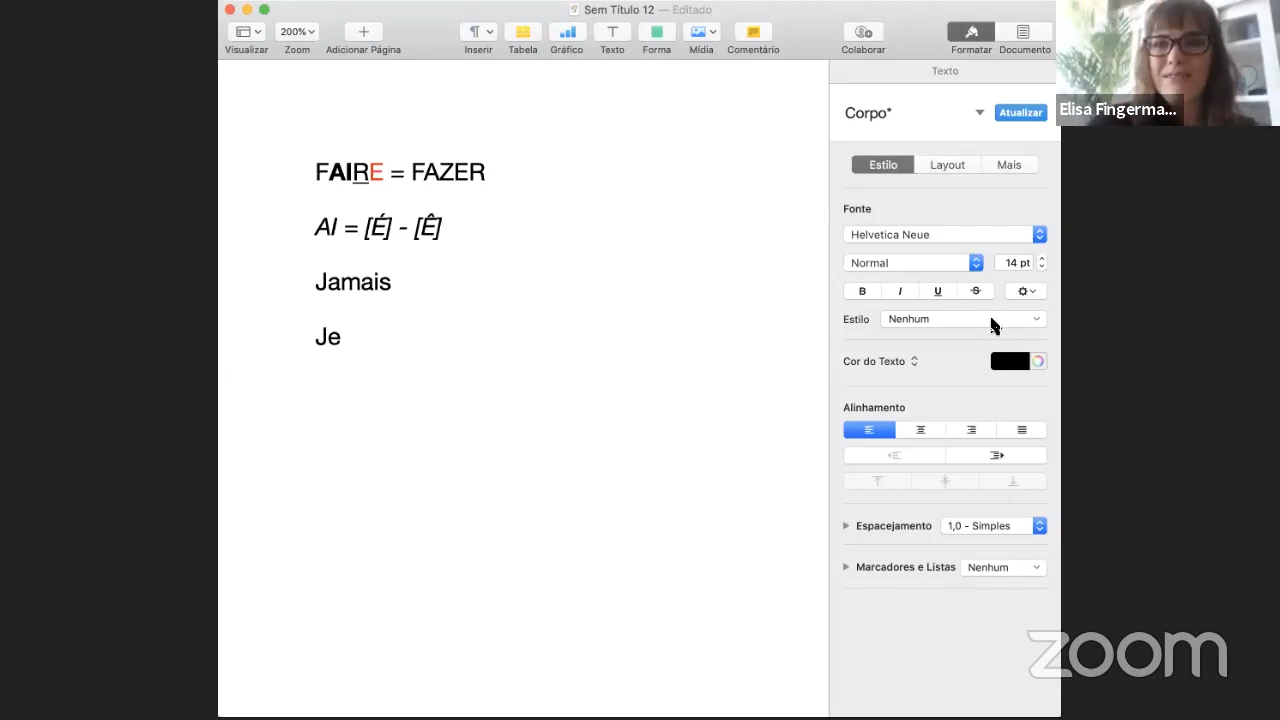 Sem Título 12 — Editado
Visualizar
200%
Zoom
Adicionar Página
Inserir
Tabela
Gráfico
Texto
Forma
Mídia
Comentário
Colaborar
Formatar
Documento
Texto
Corpo*
Atualizar
Elisa Fingerma...
Estilo
Layout
Mais
FAIRE = FAZER
AI = [É] - [Ê]
Jamais
Je
Fonte
Helvetica Neue
Normal
14 pt
B I U S
Estilo
Nenhum
Cor do Texto
Alinhamento
Espacejamento
1,0 - Simples
Marcadores e Listas
Nenhum
zoom